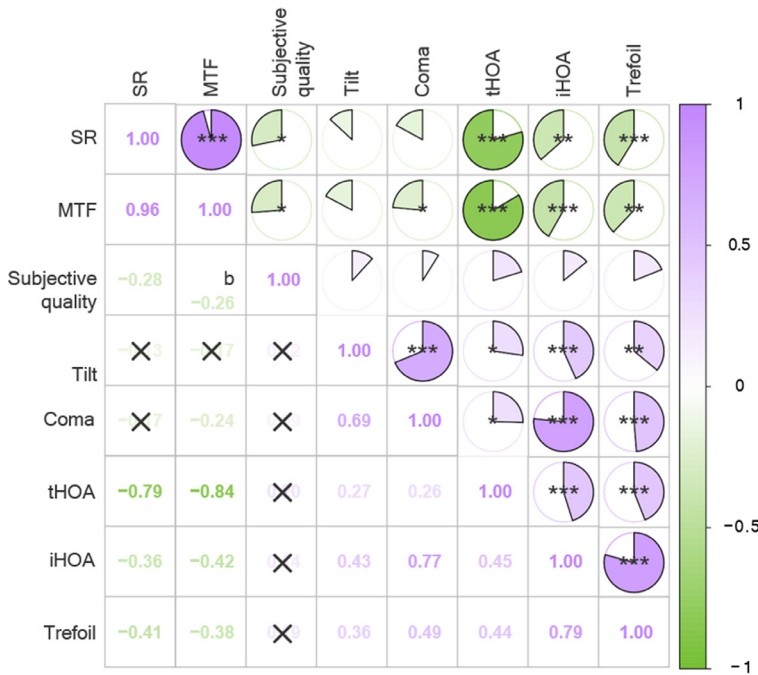 SR
MTF
Subjective
quality
Tilt
Coma
tHOA
iHOA
Trefoil
SR 1.00 *** * *** ** *** 1
MTF 0.96 1.00 * * *** *** **
0.5
Subjective
quality −0.28 b
−0.26 1.00
0
Tilt 1.00 *** * *** **
Coma −0.24 0.69 1.00 * *** ***
tHOA −0.79 −0.84 0.27 0.26 1.00 *** ***
−0.5
iHOA −0.36 −0.42 0.43 0.77 0.45 1.00 ***
Trefoil −0.41 −0.38 0.36 0.49 0.44 0.79 1.00
−1